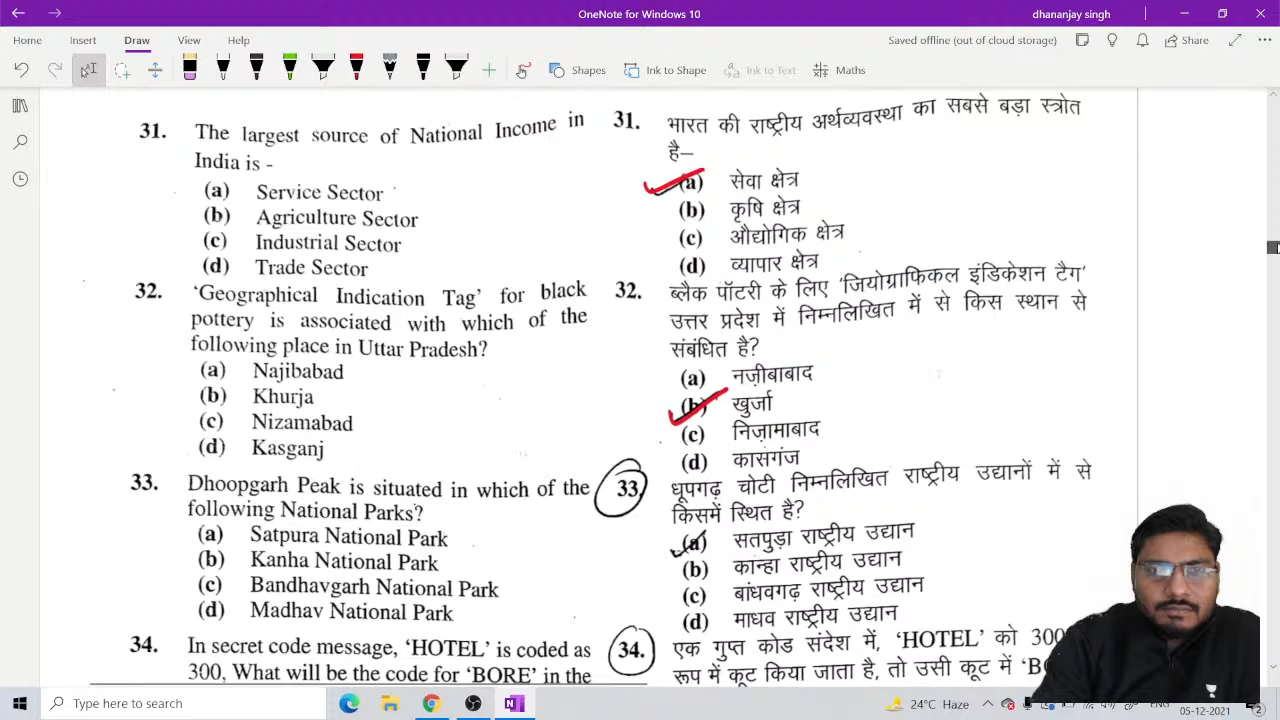 OneNote for Windows 10
dhananjay singh
Home Insert Draw View Help
Saved offline (out of cloud storage)
Share
Shapes
Ink to Shape
Ink to Text
Maths
31. The largest source of National Income in
India is -
(a) Service Sector
(b) Agriculture Sector
(c) Industrial Sector
(d) Trade Sector
32. 'Geographical Indication Tag' for black
pottery is associated with which of the
following place in Uttar Pradesh?
(a) Najibabad
(b) Khurja
(c) Nizamabad
(d) Kasganj
33. Dhoopgarh Peak is situated in which of the
following National Parks?
(a) Satpura National Park
(b) Kanha National Park
(c) Bandhavgarh National Park
(d) Madhav National Park
34. In secret code message, 'HOTEL' is coded as
300, What will be the code for 'BORE' in the
31. भारत की राष्ट्रीय अर्थव्यवस्था का सबसे बड़ा स्त्रोत
है–
(a) सेवा क्षेत्र
(b) कृषि क्षेत्र
(c) औद्योगिक क्षेत्र
(d) व्यापार क्षेत्र
32. ब्लैक पॉटरी के लिए 'जियोग्राफिकल इंडिकेशन टैग'
उत्तर प्रदेश में निम्नलिखित में से किस स्थान से
संबंधित है?
(a) नज़ीबाबाद
(b) खुर्जा
(c) निज़ामाबाद
(d) कासगंज
33. धूपगढ़ चोटी निम्नलिखित राष्ट्रीय उद्यानों में से
किसमें स्थित है?
(a) सतपुड़ा राष्ट्रीय उद्यान
(b) कान्हा राष्ट्रीय उद्यान
(c) बांधवगढ़ राष्ट्रीय उद्यान
(d) माधव राष्ट्रीय उद्यान
34. एक गुप्त कोड संदेश में, 'HOTEL' को 300
रूप में कूट किया जाता है, तो उसी कूट में
Type here to search
24°C Haze
ENG
05-12-2021